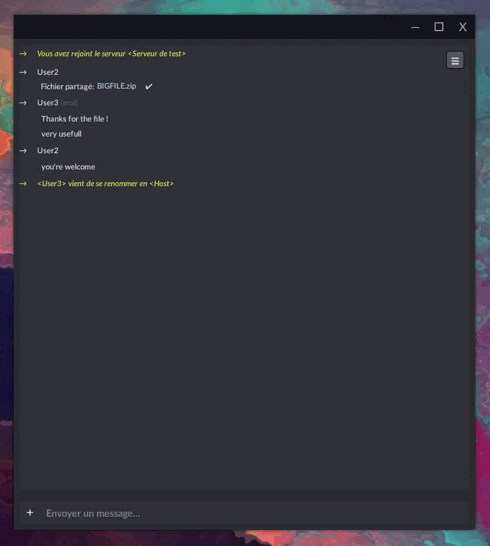 → Vous avez rejoint le serveur <Serveur de test>
→ User2
Fichier partagé: BIGFILE.zip ✔
→ User3 (moi)
Thanks for the file !
very usefull
→ User2
you're welcome
→ <User3> vient de se renommer en <Host>
+ Envoyer un message...